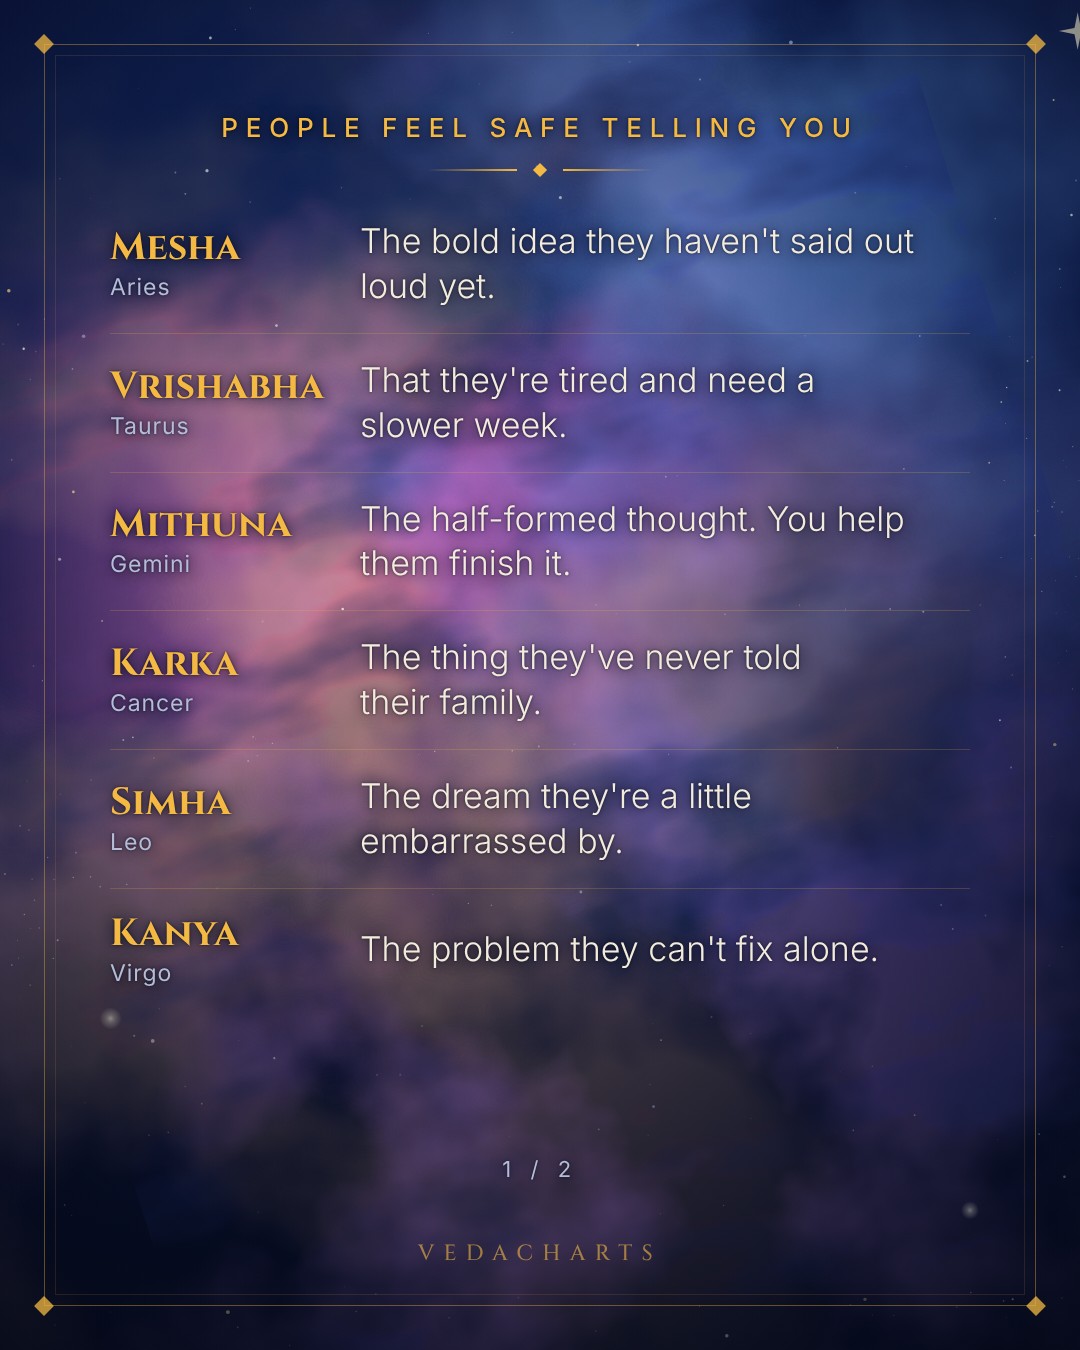 PEOPLE FEEL SAFE TELLING YOU
MESHA
Aries
The bold idea they haven't said out
loud yet.
VRISHABHA
Taurus
That they're tired and need a
slower week.
MITHUNA
Gemini
The half-formed thought. You help
them finish it.
KARKA
Cancer
The thing they've never told
their family.
SIMHA
Leo
The dream they're a little
embarrassed by.
KANYA
Virgo
The problem they can't fix alone.
1 / 2
VEDACHARTS